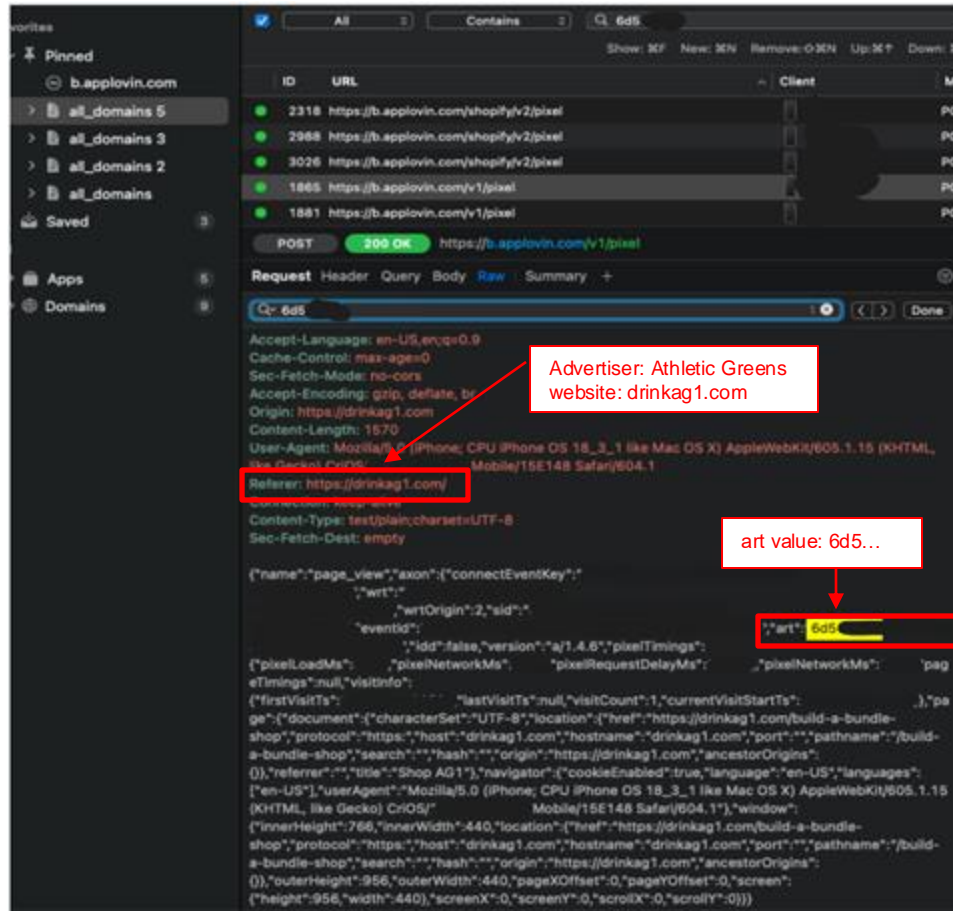 vorites
Pinned
b.applovin.com
all_domains 5
all_domains 3
all_domains 2
all_domains
Saved 3
Apps 5
Domains 9
All Contains 6d5
Show: ⌘F New: ⌘N Remove: ⇧⌘N Up: ⌘↑ Down:
ID URL Client M
2318 https://b.applovin.com/shopify/v2/pixel PO
2988 https://b.applovin.com/shopify/v2/pixel PO
3026 https://b.applovin.com/shopify/v2/pixel PO
1865 https://b.applovin.com/v1/pixel PO
1881 https://b.applovin.com/v1/pixel PO
POST 200 OK https://b.applovin.com/v1/pixel
Request Header Query Body Raw Summary +
6d5 1 Done
Accept-Language: en-US,en;q=0.9
Cache-Control: max-age=0
Sec-Fetch-Mode: no-cors
Accept-Encoding: gzip, deflate, br
Origin: https://drinkag1.com
Content-Length: 1570
User-Agent: Mozilla/5.0 (iPhone; CPU iPhone OS 18_3_1 like Mac OS X) AppleWebKit/605.1.15 (KHTML,
like Gecko) CriOS/ Mobile/15E148 Safari/604.1
Referer: https://drinkag1.com/
Connection: keep-alive
Content-Type: text/plain;charset=UTF-8
Sec-Fetch-Dest: empty
Advertiser: Athletic Greens
website: drinkag1.com
art value: 6d5...
{"name":"page_view","axon":{"connectEventKey":"
","wrt":"
,"wrtOrigin":2,"sid":"
"eventId": ","art": 6d5
","idd":false,"version":"a/1.4.6","pixelTimings":
{"pixelLoadMs": ,"pixelNetworkMs": "pixelRequestDelayMs": ,"pixelNetworkMs": 'pag
eTimings":null,"visitInfo":
{"firstVisitTs": "lastVisitTs":null,"visitCount":1,"currentVisitStartTs": },"pa
ge":{"document":{"characterSet":"UTF-8","location":{"href":"https://drinkag1.com/build-a-bundle-
shop","protocol":"https:","host":"drinkag1.com","hostname":"drinkag1.com","port":"","pathname":"/build-
a-bundle-shop","search":"","hash":"","origin":"https://drinkag1.com","ancestorOrigins":
{}},"referrer":"","title":"Shop AG1"},"navigator":{"cookieEnabled":true,"language":"en-US","languages":
["en-US"],"userAgent":"Mozilla/5.0 (iPhone; CPU iPhone OS 18_3_1 like Mac OS X) AppleWebKit/605.1.15
(KHTML, like Gecko) CriOS/" Mobile/15E148 Safari/604.1"},"window":
{"innerHeight":766,"innerWidth":440,"location":{"href":"https://drinkag1.com/build-a-bundle-
shop","protocol":"https:","host":"drinkag1.com","hostname":"drinkag1.com","port":"","pathname":"/build-
a-bundle-shop","search":"","hash":"","origin":"https://drinkag1.com","ancestorOrigins":
{}},"outerHeight":956,"outerWidth":440,"pageXOffset":0,"pageYOffset":0,"screen":
{"height":956,"width":440},"screenX":0,"screenY":0,"scrollX":0,"scrollY":0}}}